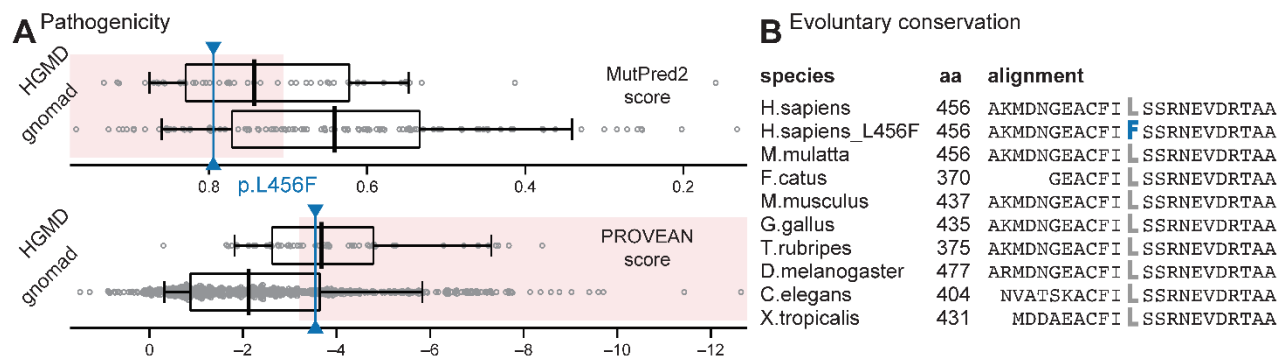 A Pathogenicity
HGMD
gnomad
MutPred2
score
p.L456F
0.8 0.6 0.4 0.2
HGMD
gnomad
PROVEAN
score
0 −2 −4 −6 −8 −10 −12
B Evoluntary conservation
species aa alignment
H.sapiens 456 AKMDNGEACFI L SSRNEVDRTAA
H.sapiens_L456F 456 AKMDNGEACFI F SSRNEVDRTAA
M.mulatta 456 AKMDNGEACFI L SSRNEVDRTAA
F.catus 370 GEACFI L SSRNEVDRTAA
M.musculus 437 AKMDNGEACFI L SSRNEVDRTAA
G.gallus 435 AKMDNGEACFI L SSRNEVDRTAA
T.rubripes 375 AKMDNGEACFI L SSRNEVDRTAA
D.melanogaster 477 ARMDNGEACFI L SSRNEVDRTAA
C.elegans 404 NVATSKACFI L SSRNEVDRTAA
X.tropicalis 431 MDDAEACFI L SSRNEVDRTAA